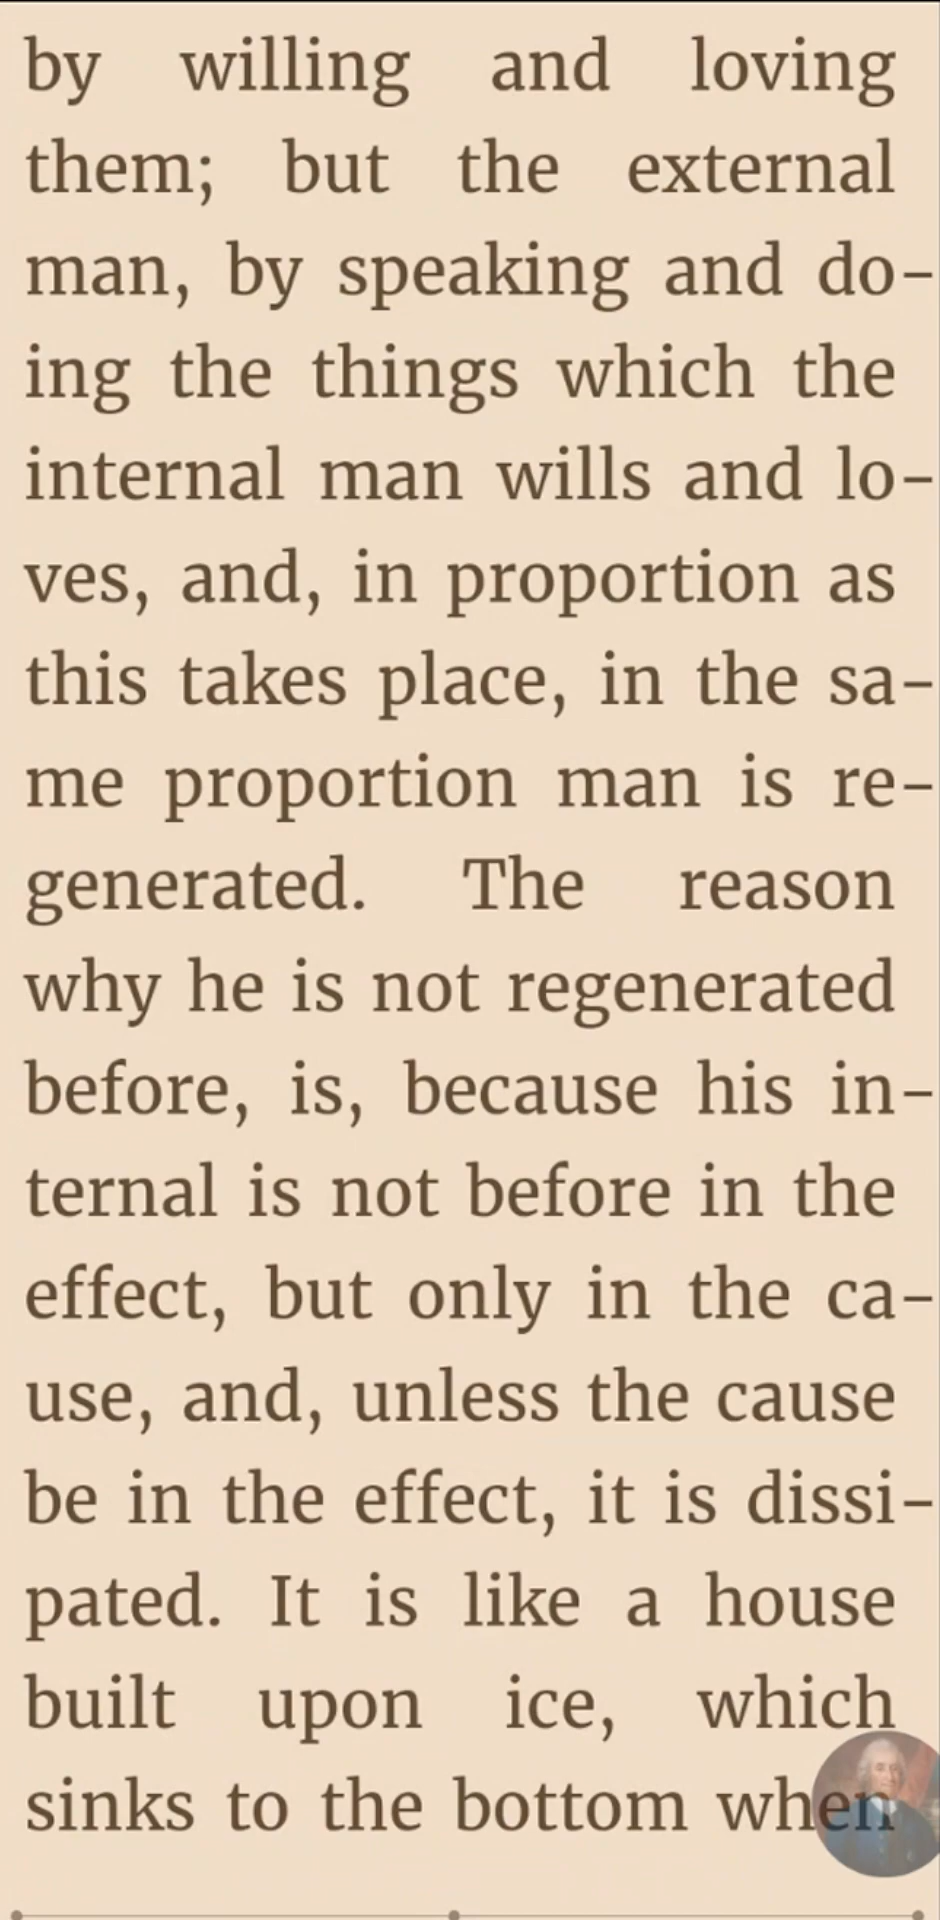 by willing and loving
them; but the external
man, by speaking and do-
ing the things which the
internal man wills and lo-
ves, and, in proportion as
this takes place, in the sa-
me proportion man is re-
generated. The reason
why he is not regenerated
before, is, because his in-
ternal is not before in the
effect, but only in the ca-
use, and, unless the cause
be in the effect, it is dissi-
pated. It is like a house
built upon ice, which
sinks to the bottom when